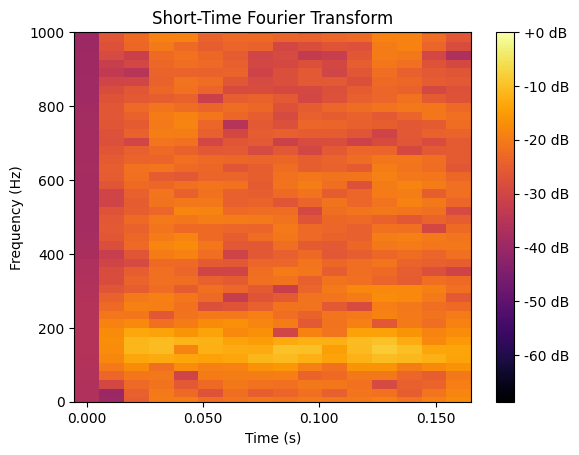 Short-Time Fourier Transform
1000
800
600
400
200
0
Frequency (Hz)
0.000
0.050
0.100
0.150
Time (s)
+0 dB
-10 dB
-20 dB
-30 dB
-40 dB
-50 dB
-60 dB